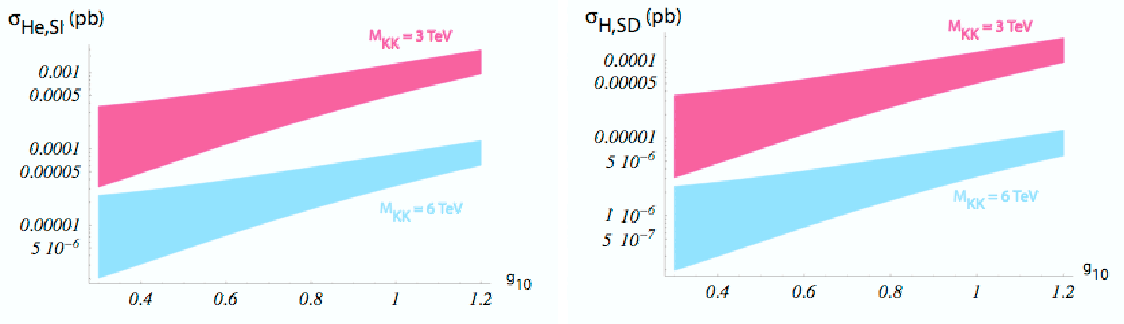 σHe,SI (pb)
MKK = 3 TeV
0.001
0.0005
0.0001
0.00005
MKK = 6 TeV
0.00001
5 10⁻⁶
g10
0.4 0.6 0.8 1 1.2
σH,SD (pb)
MKK = 3 TeV
0.0001
0.00005
0.00001
5 10⁻⁶
MKK = 6 TeV
1 10⁻⁶
5 10⁻⁷
g10
0.4 0.6 0.8 1 1.2